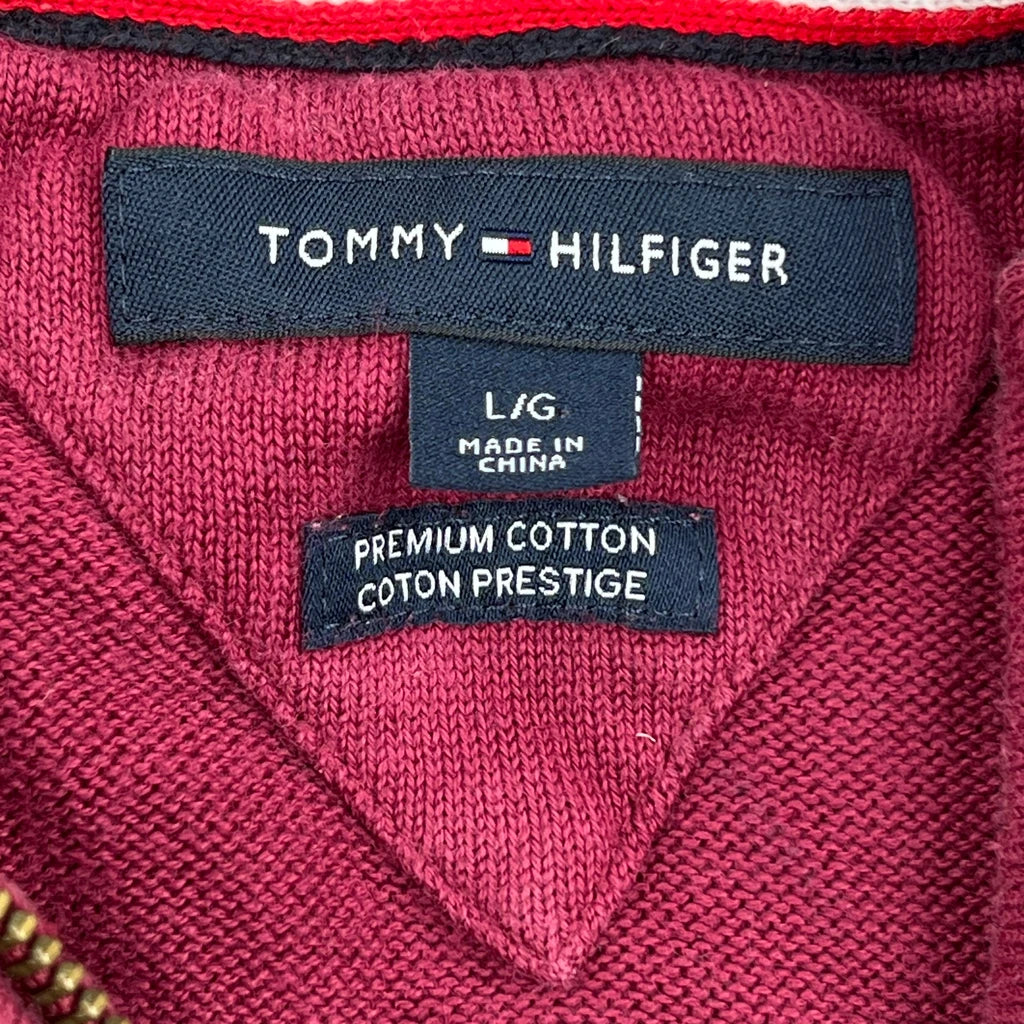 TOMMY HILFIGER
L/G
MADE IN
CHINA
PREMIUM COTTON
COTON PRESTIGE